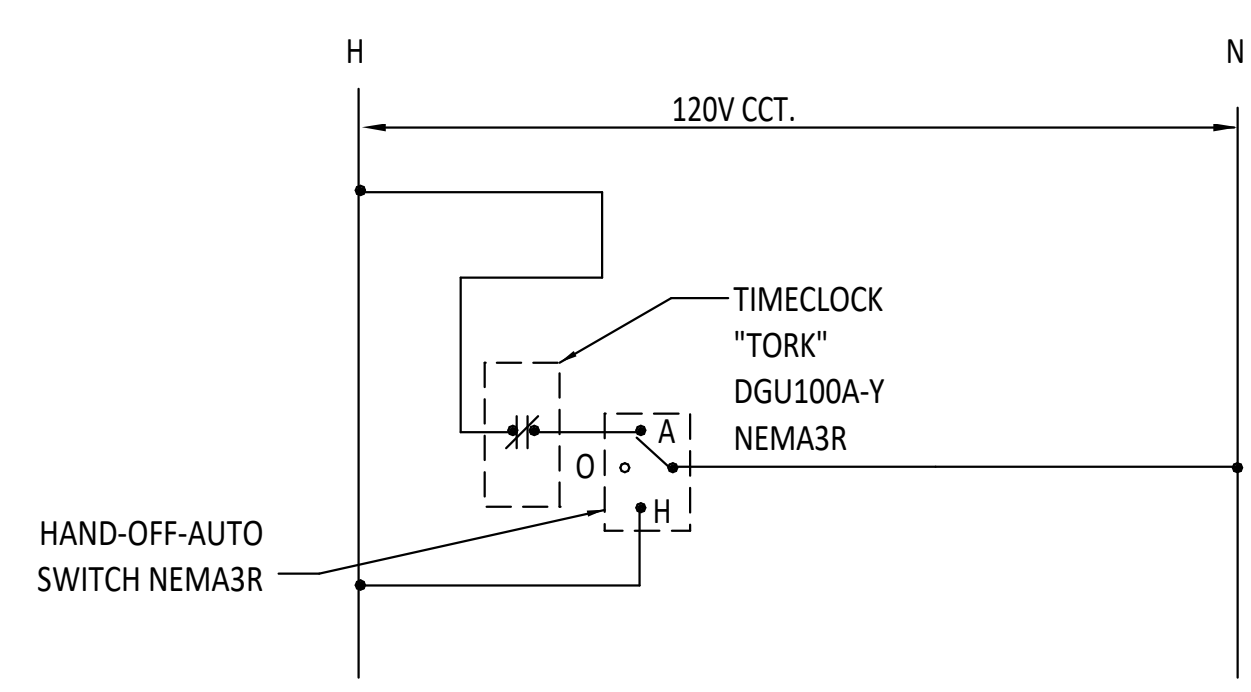 H
N
120V CCT.
TIMECLOCK
"TORK"
DGU100A-Y
NEMA3R
A
O
H
HAND-OFF-AUTO
SWITCH NEMA3R